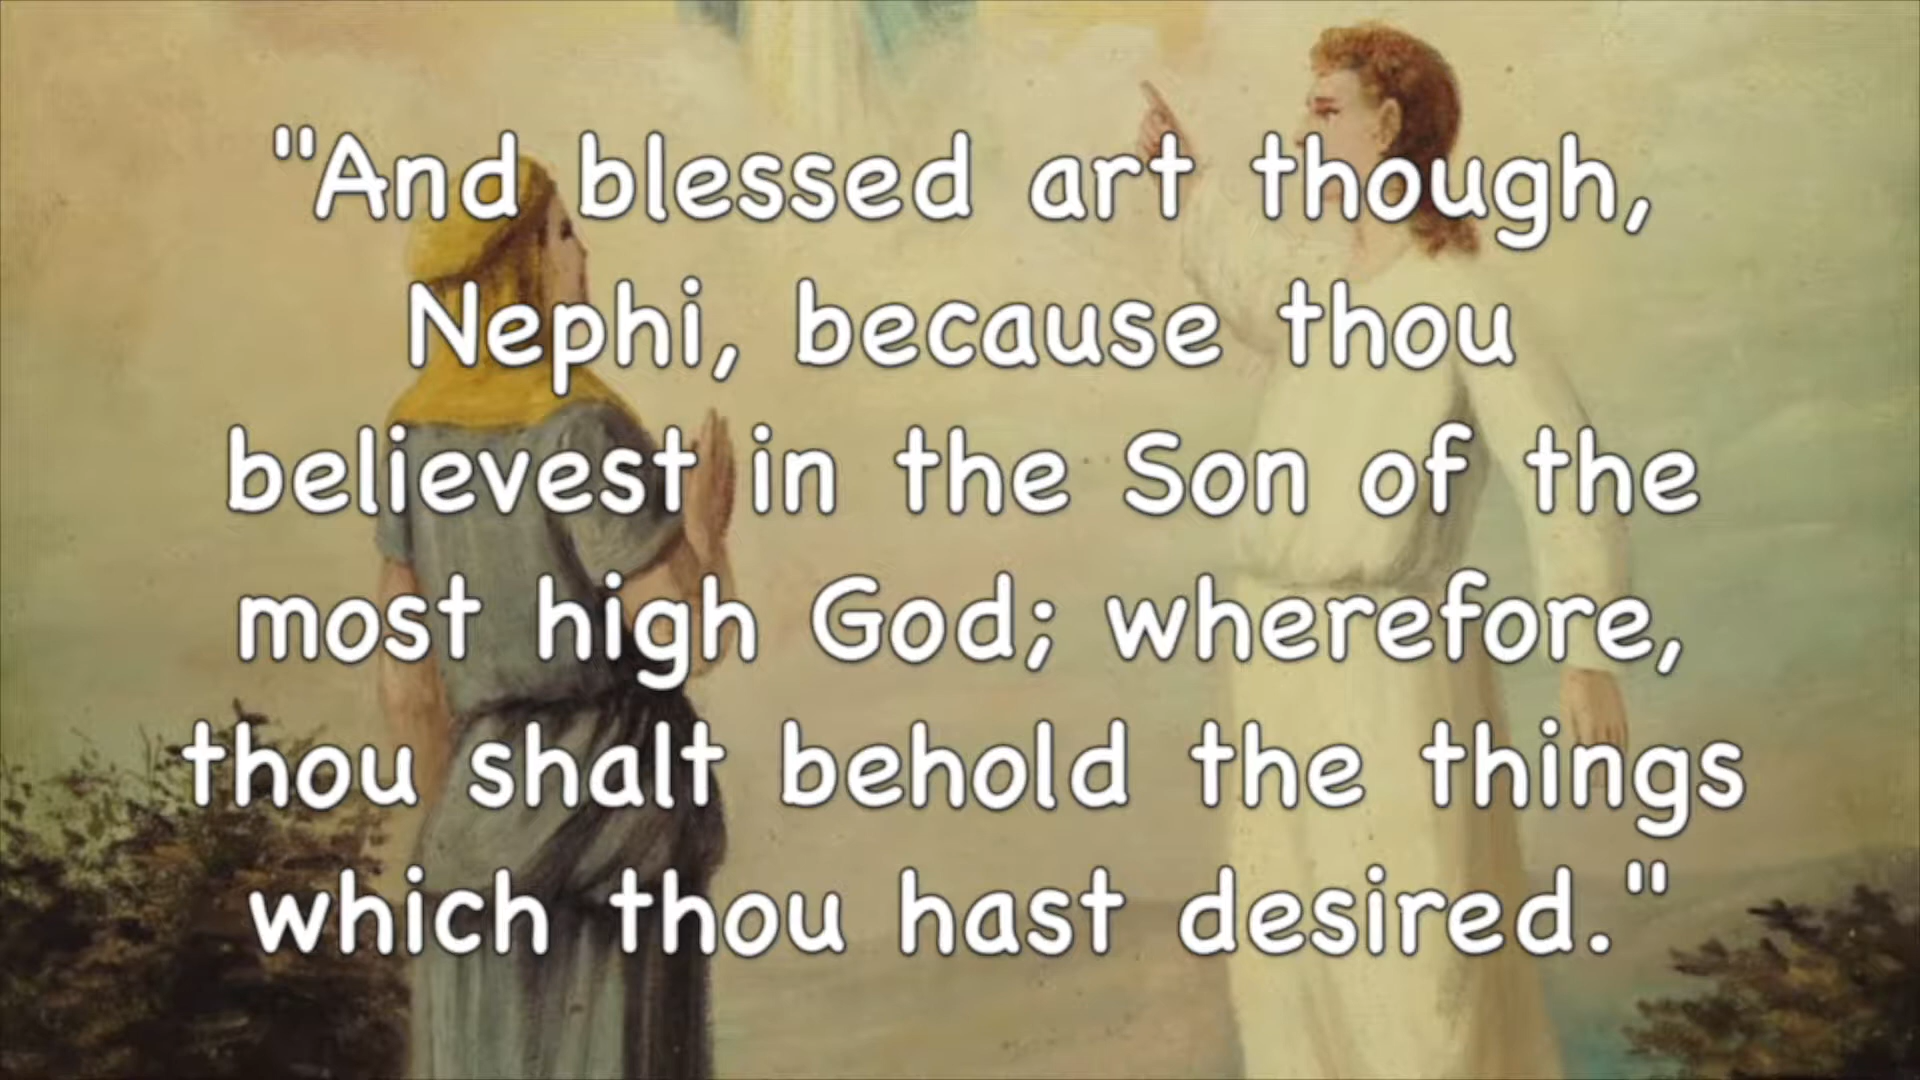 "And blessed art though,
Nephi, because thou
believest in the Son of the
most high God; wherefore,
thou shalt behold the things
which thou hast desired."